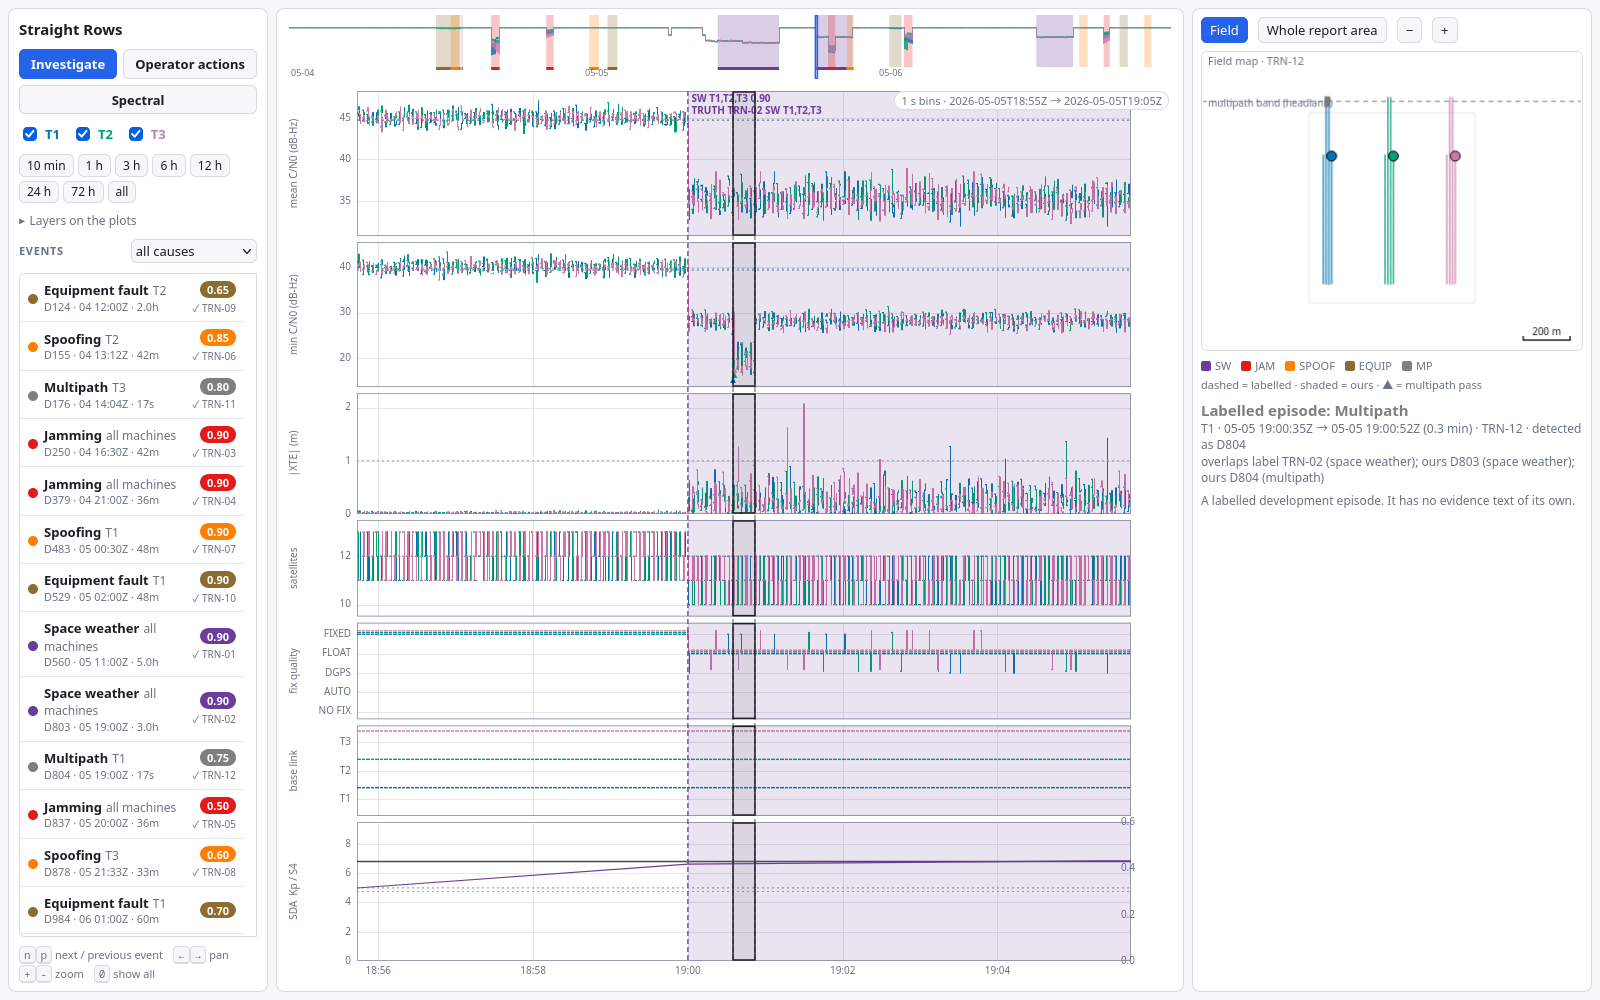 Straight Rows
Investigate
Operator actions
Spectral
T1
T2
T3
10 min
1 h
3 h
6 h
12 h
24 h
72 h
all
▸ Layers on the plots
EVENTS
all causes
Equipment fault T2
0.65
D124 · 04 12:00Z · 2.0h
✓ TRN-09
Spoofing T2
0.85
D155 · 04 13:12Z · 42m
✓ TRN-06
Multipath T3
0.80
D176 · 04 14:04Z · 17s
✓ TRN-11
Jamming all machines
0.90
D250 · 04 16:30Z · 42m
✓ TRN-03
Jamming all machines
0.90
D379 · 04 21:00Z · 36m
✓ TRN-04
Spoofing T1
0.90
D483 · 05 00:30Z · 48m
✓ TRN-07
Equipment fault T1
0.90
D529 · 05 02:00Z · 48m
✓ TRN-10
Space weather all
machines
0.90
D560 · 05 11:00Z · 5.0h
✓ TRN-01
Space weather all
machines
0.90
D803 · 05 19:00Z · 3.0h
✓ TRN-02
Multipath T1
0.75
D804 · 05 19:00Z · 17s
✓ TRN-12
Jamming all machines
0.50
D837 · 05 20:00Z · 36m
✓ TRN-05
Spoofing T3
0.60
D878 · 05 21:33Z · 33m
✓ TRN-08
Equipment fault T1
0.70
D984 · 06 01:00Z · 60m
n p next / previous event ← → pan
+ - zoom 0 show all
05-04
05-05
05-06
SW T1,T2,T3 0.90
TRUTH TRN-02 SW T1,T2,T3
1 s bins · 2026-05-05T18:55Z → 2026-05-05T19:05Z
mean C/N0 (dB-Hz)
45
40
35
min C/N0 (dB-Hz)
40
30
20
|XTE| (m)
2
1
0
satellites
12
10
fix quality
FIXED
FLOAT
DGPS
AUTO
NO FIX
base link
T3
T2
T1
SDA Kp / S4
8
6
4
2
0
0.6
0.4
0.2
0.0
18:56
18:58
19:00
19:02
19:04
Field
Whole report area
−
+
Field map · TRN-12
multipath band (headland)
200 m
SW
JAM
SPOOF
EQUIP
MP
dashed = labelled · shaded = ours · ▲ = multipath pass
Labelled episode: Multipath
T1 · 05-05 19:00:35Z → 05-05 19:00:52Z (0.3 min) · TRN-12 · detected
as D804
overlaps label TRN-02 (space weather); ours D803 (space weather);
ours D804 (multipath)
A labelled development episode. It has no evidence text of its own.